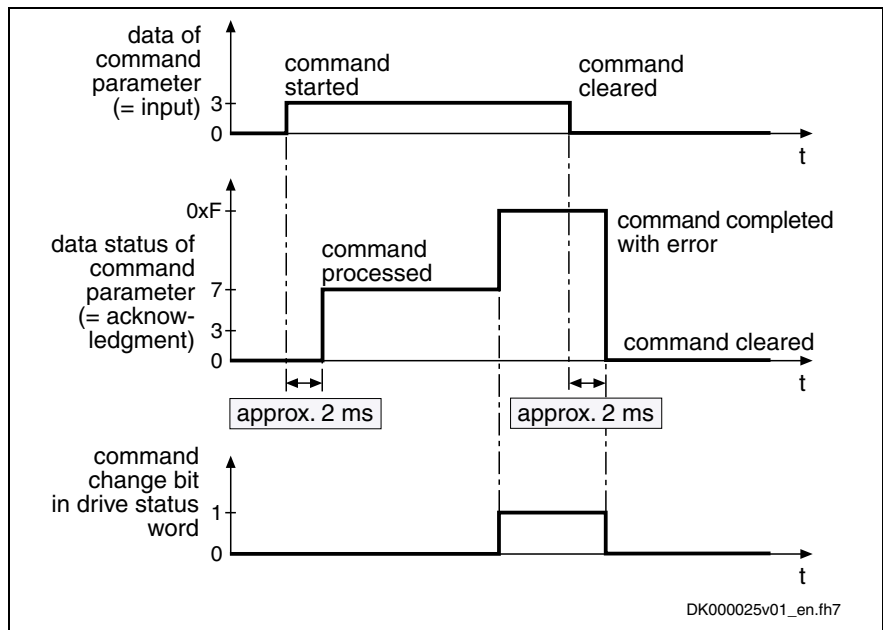 data of
command
parameter
(= input)
command
started
command
cleared
3
0
t
0xF
data status of
command
parameter
(= acknow-
ledgment)
command
processed
command completed
with error
7
3
0
command cleared
t
approx. 2 ms
approx. 2 ms
command
change bit
in drive status
word
1
0
t
DK000025v01_en.fh7